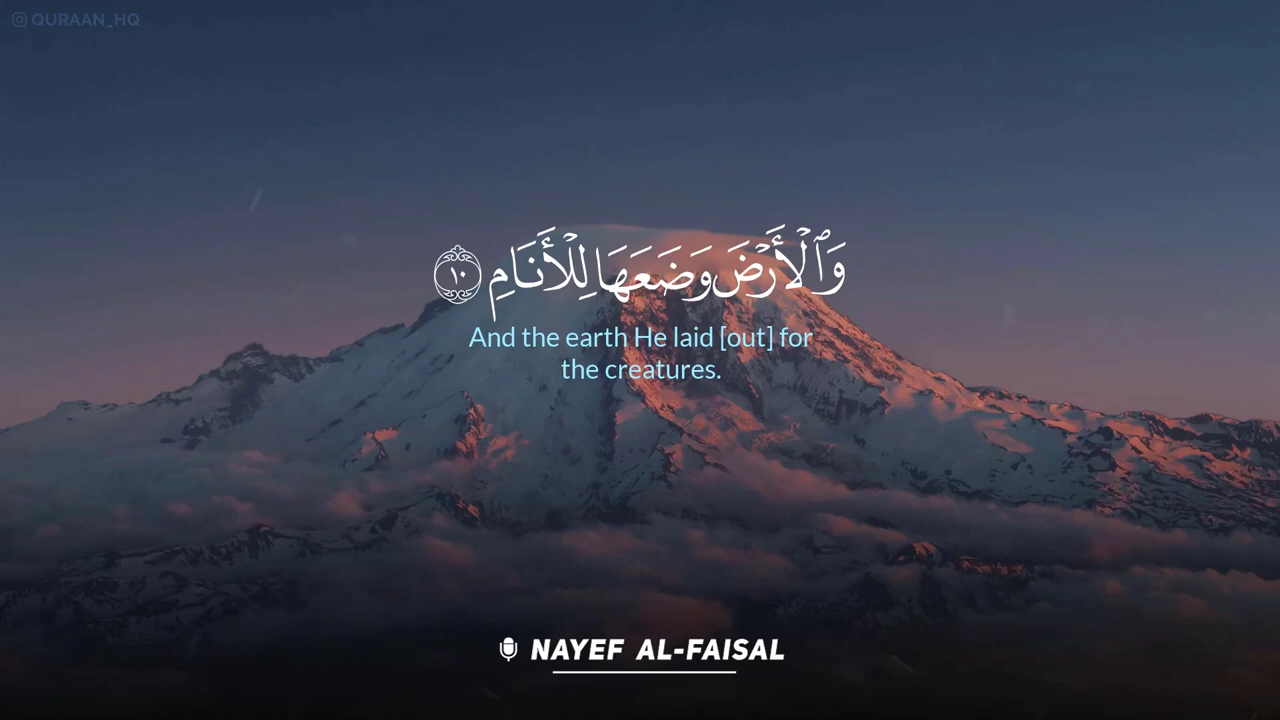 QURAAN_HQ
وَٱلْأَرْضَ وَضَعَهَا لِلْأَنَامِ ١٠
And the earth He laid [out] for
the creatures.
NAYEF AL-FAISAL